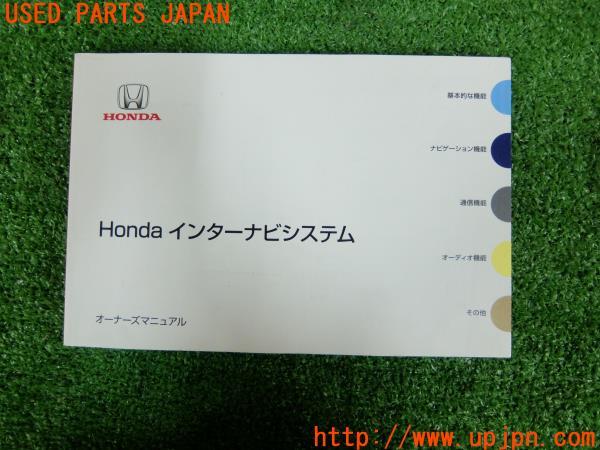 USED PARTS JAPAN
HONDA
基本的な機能
ナビゲーション機能
通信機能
Honda インターナビシステム
オーディオ機能
その他
オーナーズマニュアル
http://www.upjpn.com